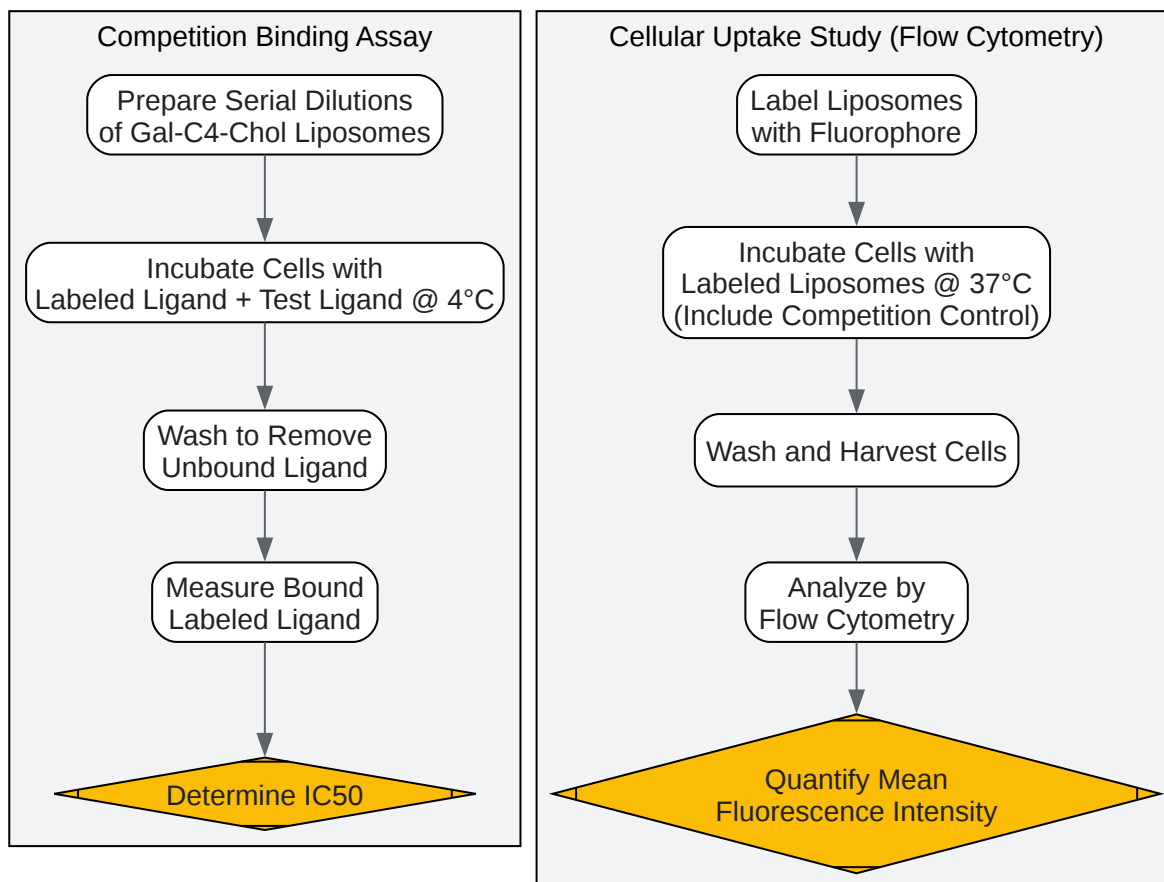 Competition Binding Assay
Prepare Serial Dilutions
of Gal-C4-Chol Liposomes
Incubate Cells with
Labeled Ligand + Test Ligand @ 4°C
Wash to Remove
Unbound Ligand
Measure Bound
Labeled Ligand
Determine IC50
Cellular Uptake Study (Flow Cytometry)
Label Liposomes
with Fluorophore
Incubate Cells with
Labeled Liposomes @ 37°C
(Include Competition Control)
Wash and Harvest Cells
Analyze by
Flow Cytometry
Quantify Mean
Fluorescence Intensity